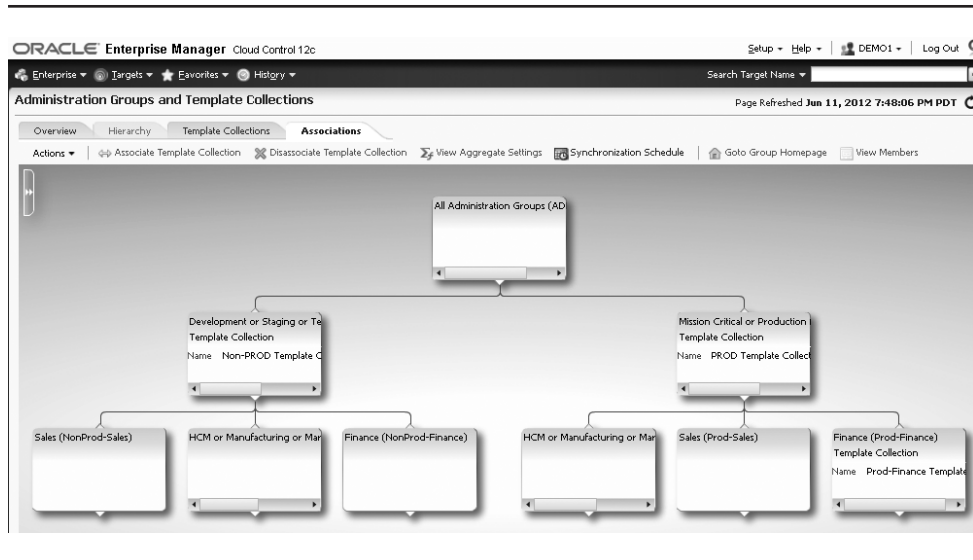 ORACLE Enterprise Manager Cloud Control 12c
Setup Help DEMO1 Log Out
Enterprise Targets Favorites History
Search Target Name
Administration Groups and Template Collections
Page Refreshed Jun 11, 2012 7:48:06 PM PDT
Overview Hierarchy Template Collections Associations
Actions Associate Template Collection Disassociate Template Collection View Aggregate Settings Synchronization Schedule Goto Group Homepage View Members
All Administration Groups (AD
Development or Staging or Te
Template Collection
Name Non-PROD Template C
Mission Critical or Production
Template Collection
Name PROD Template Collect
Sales (NonProd-Sales)
HCM or Manufacturing or Mar
Finance (NonProd-Finance)
HCM or Manufacturing or Mar
Sales (Prod-Sales)
Finance (Prod-Finance)
Template Collection
Name Prod-Finance Template